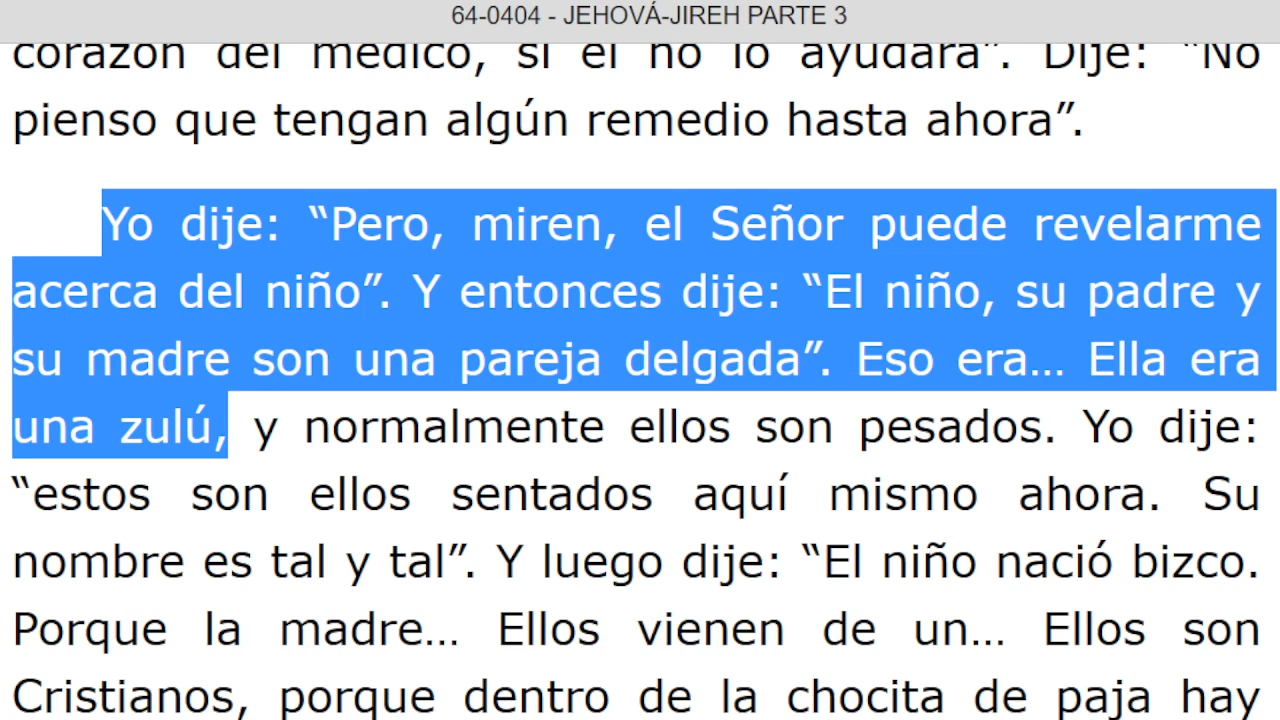 64-0404 - JEHOVÁ-JIREH PARTE 3
corazón del médico, si él no lo ayudara”. Dije: “No
pienso que tengan algún remedio hasta ahora”.
Yo dije: “Pero, miren, el Señor puede revelarme
acerca del niño”. Y entonces dije: “El niño, su padre y
su madre son una pareja delgada”. Eso era… Ella era
una zulú, y normalmente ellos son pesados. Yo dije:
“estos son ellos sentados aquí mismo ahora. Su
nombre es tal y tal”. Y luego dije: “El niño nació bizco.
Porque la madre… Ellos vienen de un… Ellos son
Cristianos, porque dentro de la chocita de paja hay